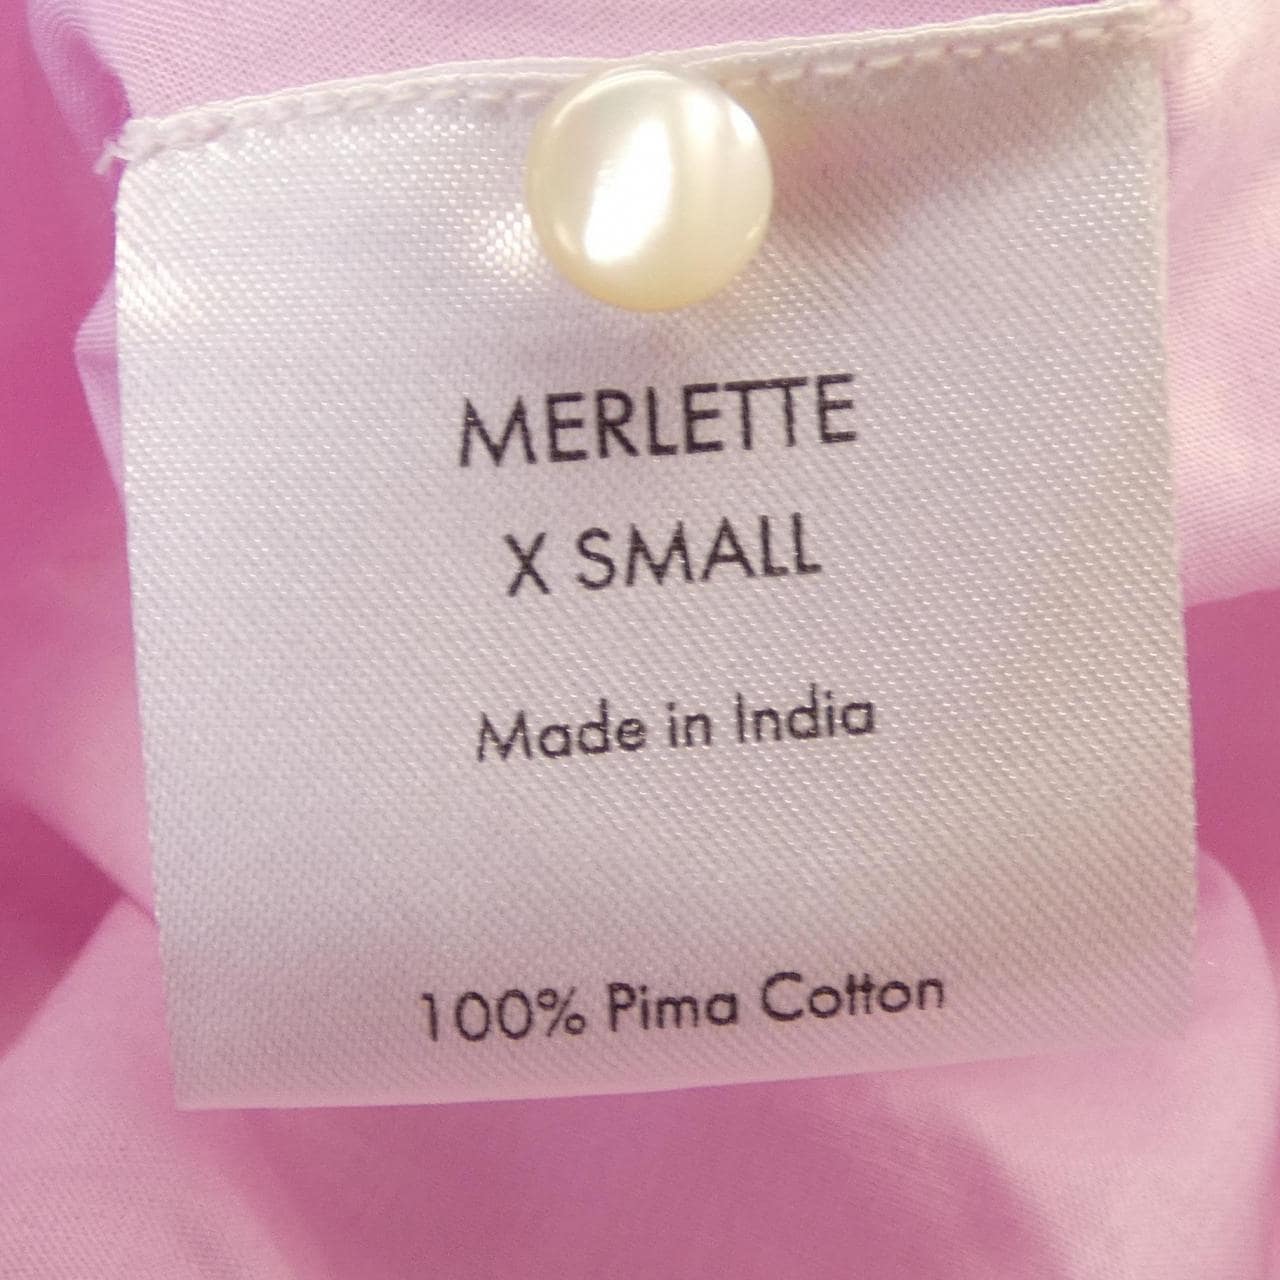 MERLETTE
X SMALL
Made in India
100% Pima Cotton